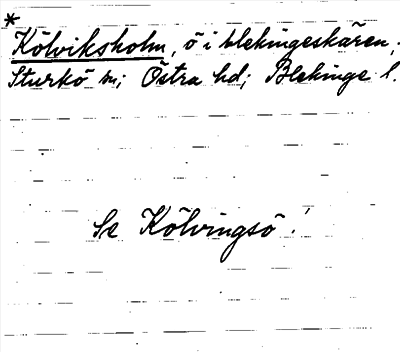 *
Kölviksholm, ö i blekingeskären;
Sturkö sn; Östra hd; Blekinge l.
Se Kölvingsö!